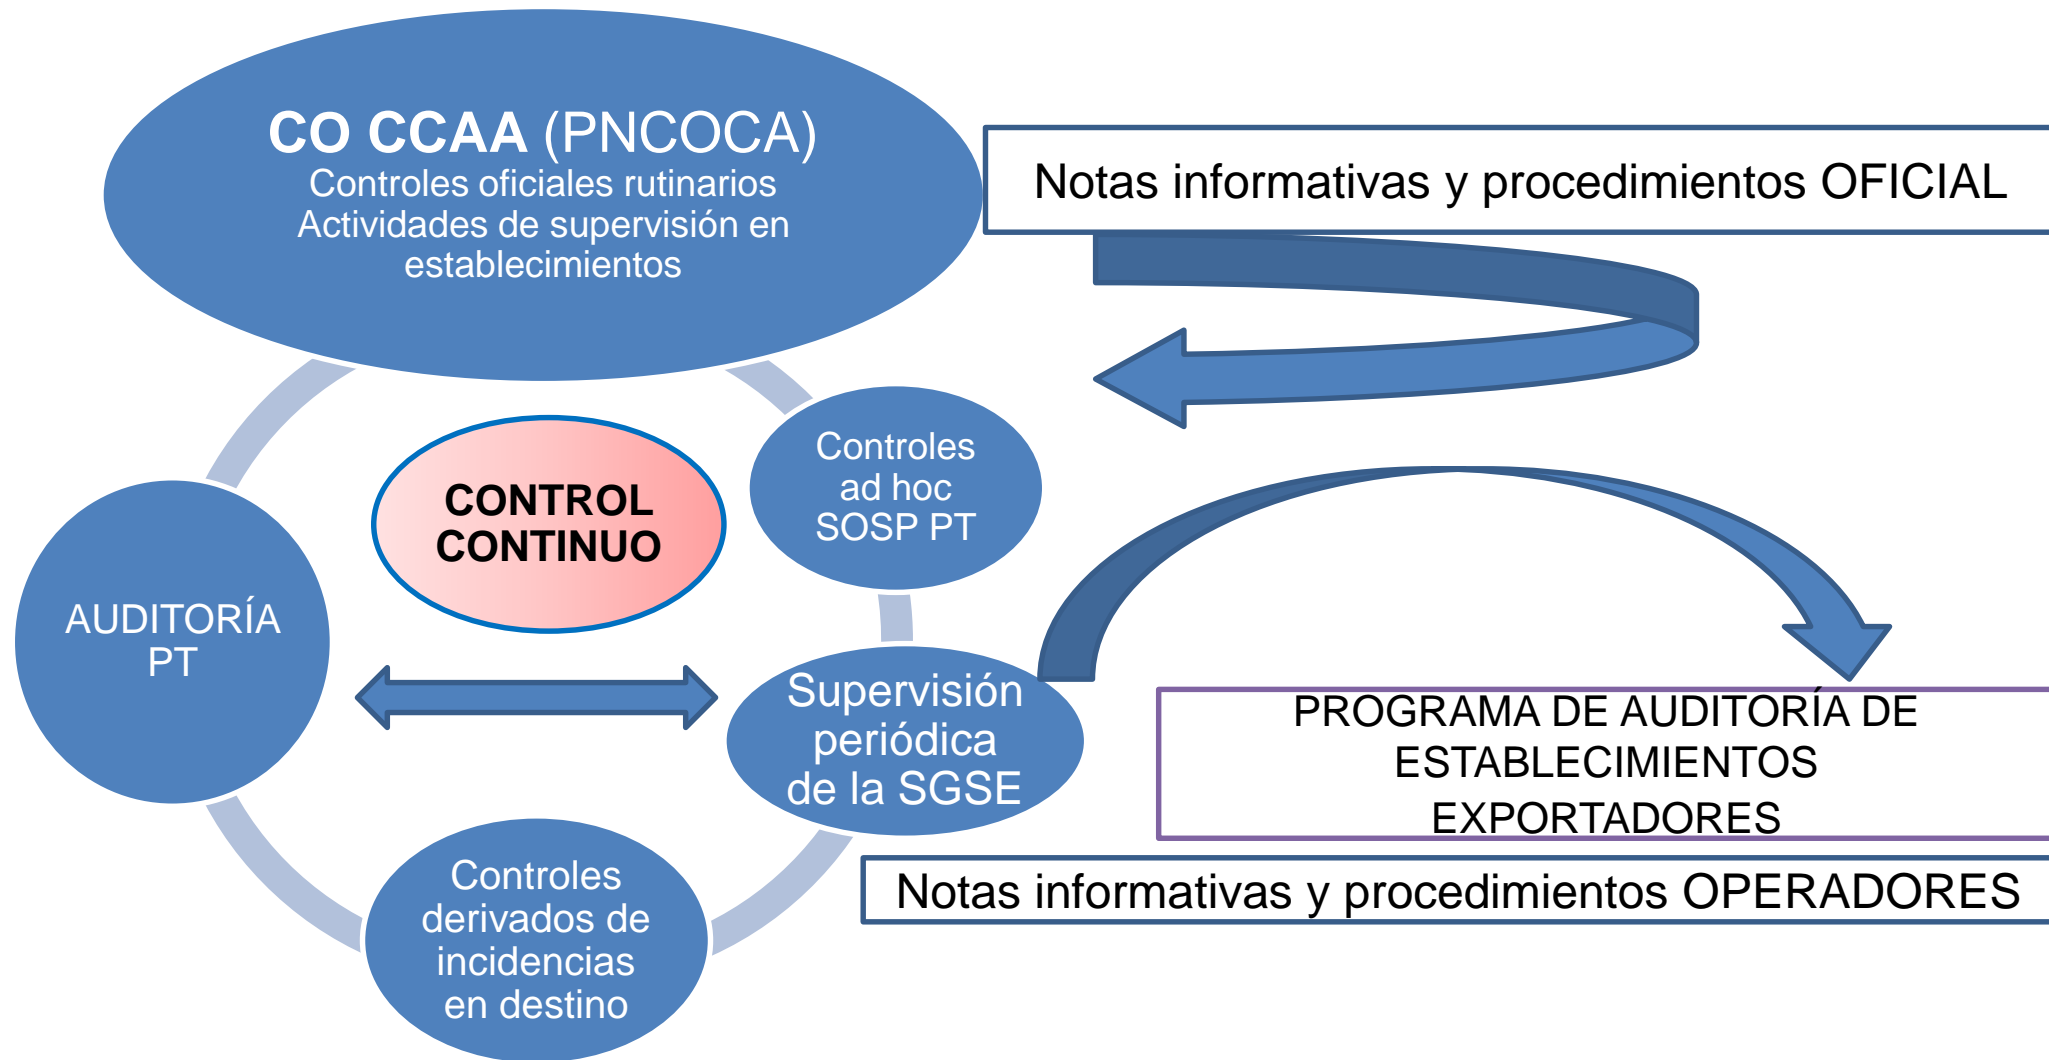 CO CCAA (PNCOCA)
Controles oficiales rutinarios
Actividades de supervisión en
establecimientos
Notas informativas y procedimientos OFICIAL
Controles
ad hoc
SOSP PT
CONTROL
CONTINUO
AUDITORÍA
PT
Supervisión
periódica
de la SGSE
PROGRAMA DE AUDITORÍA DE
ESTABLECIMIENTOS
EXPORTADORES
Notas informativas y procedimientos OPERADORES
Controles
derivados de
incidencias
en destino